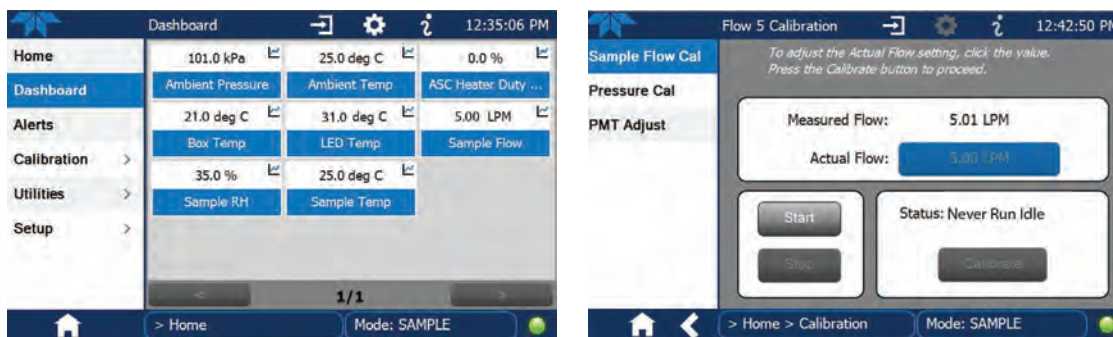 Dashboard 12:35:06 PM
Home
Dashboard
Alerts
Calibration >
Utilities >
Setup >
101.0 kPa
Ambient Pressure
25.0 deg C
Ambient Temp
0.0 %
ASC Heater Duty ...
21.0 deg C
Box Temp
31.0 deg C
LED Temp
5.00 LPM
Sample Flow
35.0 %
Sample RH
25.0 deg C
Sample Temp
< 1/1 >
> Home
Mode: SAMPLE
Flow 5 Calibration 12:42:50 PM
Sample Flow Cal
Pressure Cal
PMT Adjust
To adjust the Actual Flow setting, click the value.
Press the Calibrate button to proceed.
Measured Flow: 5.01 LPM
Actual Flow: 5.00 LPM
Start
Stop
Status: Never Run Idle
Calibrate
> Home > Calibration
Mode: SAMPLE